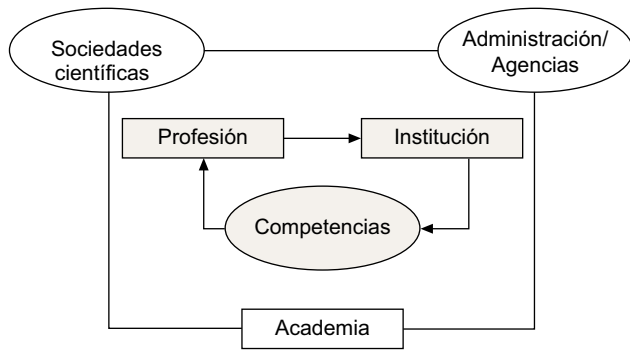 Sociedades
científicas
Administración/
Agencias
Profesión
Institución
Competencias
Academia